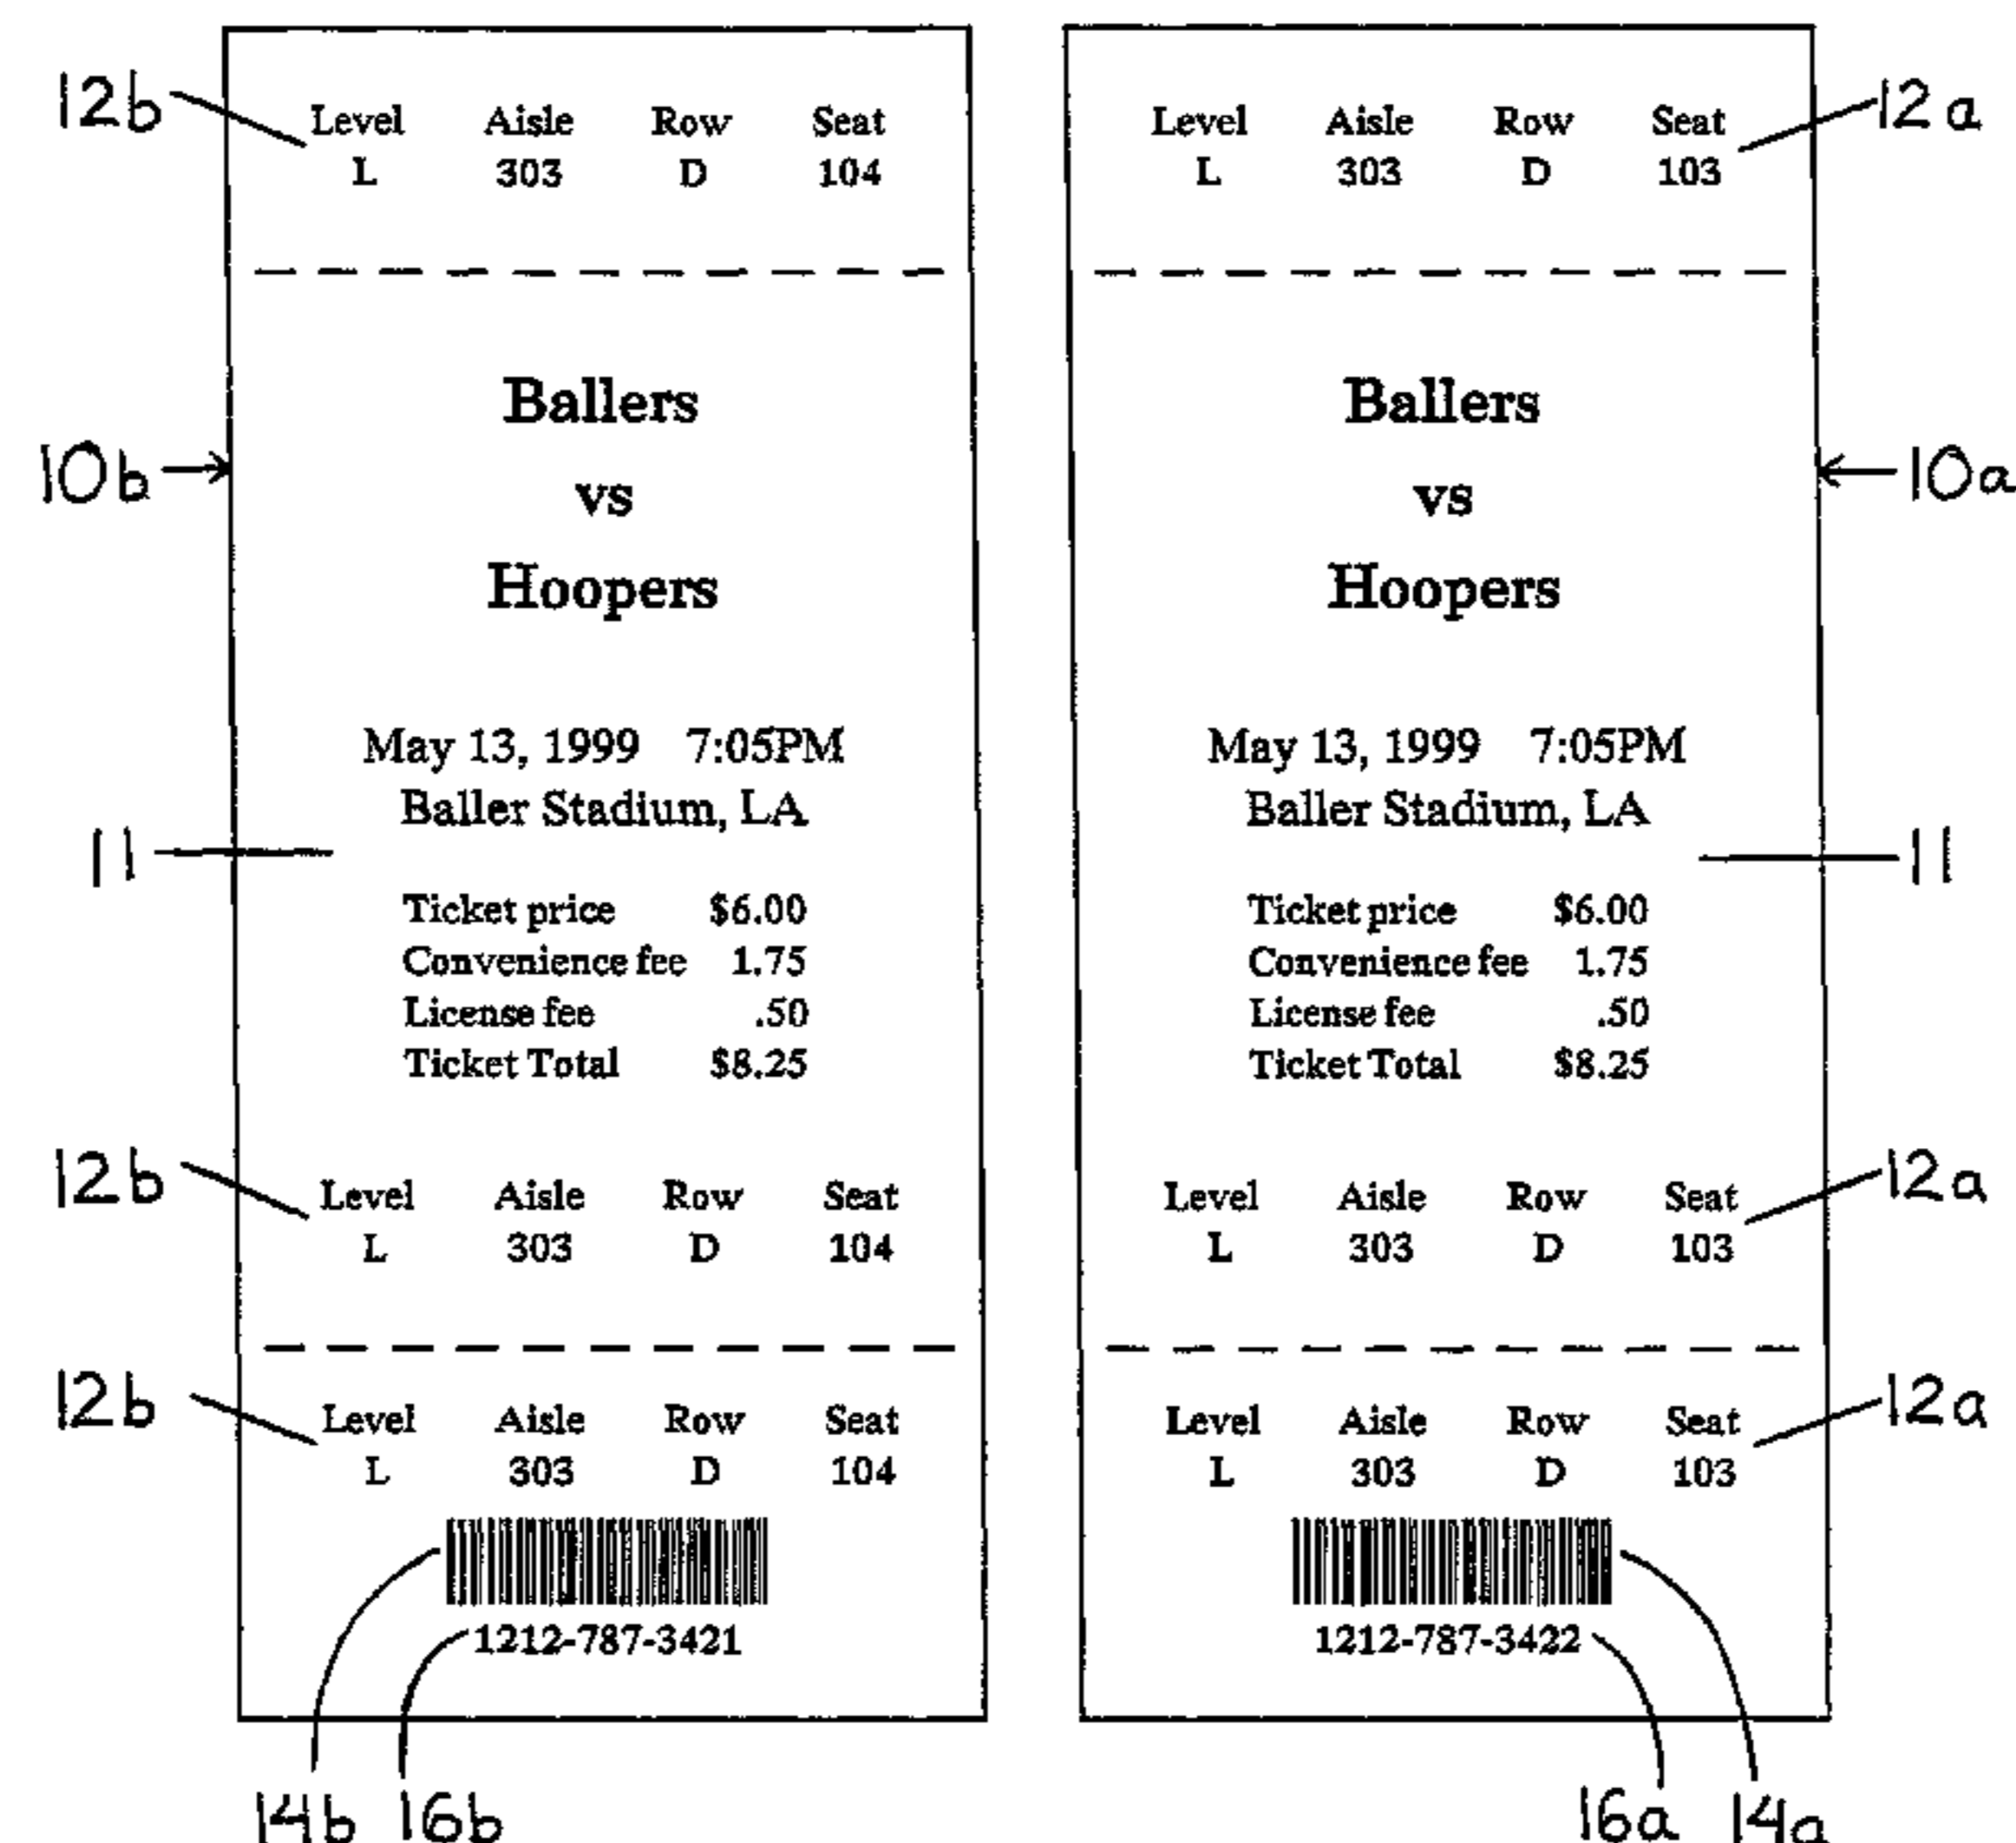 12b Level Aisle Row Seat
L 303 D 104
Level Aisle Row Seat 12a
L 303 D 103
Ballers
10b vs
Hoopers
Ballers
vs 10a
Hoopers
May 13, 1999 7:05PM
Baller Stadium, LA
11
Ticket price $6.00
Convenience fee 1.75
License fee .50
Ticket Total $8.25
May 13, 1999 7:05PM
Baller Stadium, LA
11
Ticket price $6.00
Convenience fee 1.75
License fee .50
Ticket Total $8.25
12b Level Aisle Row Seat
L 303 D 104
Level Aisle Row Seat 12a
L 303 D 103
12b Level Aisle Row Seat
L 303 D 104
1212-787-3421
Level Aisle Row Seat 12a
L 303 D 103
1212-787-3422
14b 16b
16a 14a